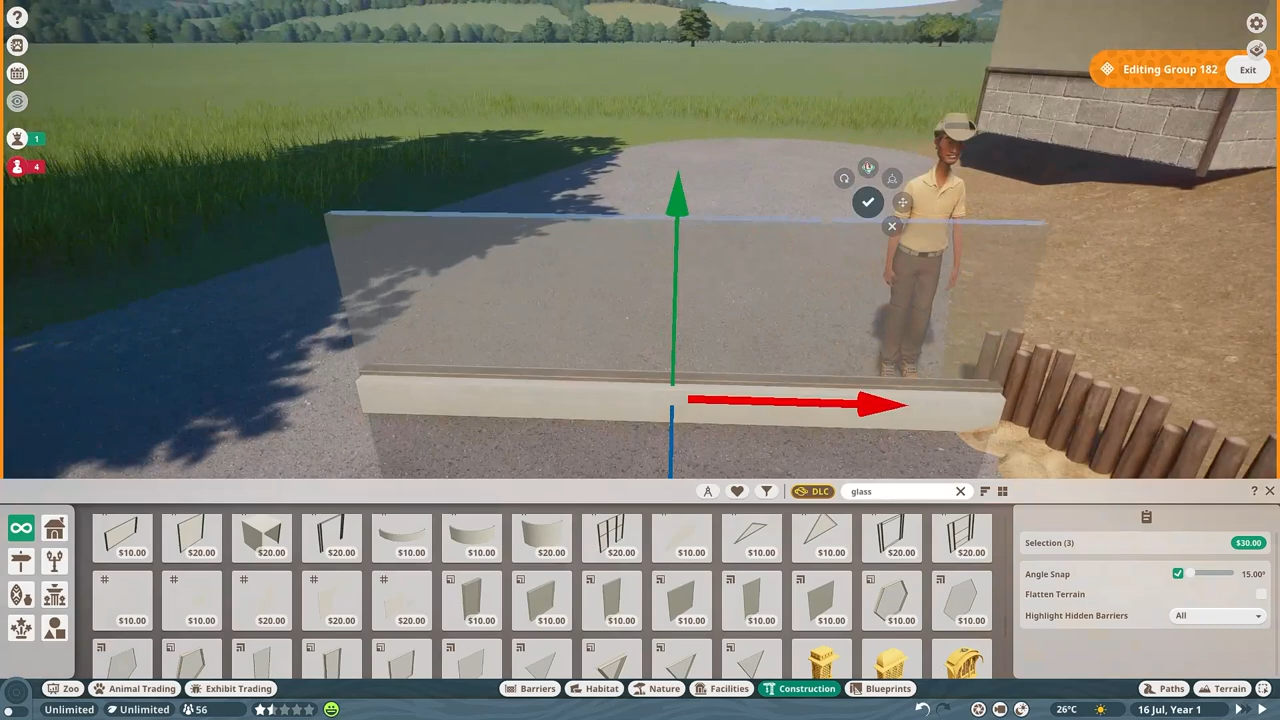 Editing Group 182
Exit
1
4
DLC
glass
?
$10.00 $20.00 $20.00 $20.00 $10.00 $10.00 $20.00 $20.00 $10.00 $10.00 $20.00 $20.00 $20.00
$10.00 $10.00 $20.00 $20.00 $20.00 $10.00 $10.00 $10.00 $10.00 $10.00 $10.00 $10.00 $10.00
Selection (3) $30.00
Angle Snap 15.00°
Flatten Terrain
Highlight Hidden Barriers All
Zoo Animal Trading Exhibit Trading Barriers Habitat Nature Facilities Construction Blueprints Paths Terrain
Unlimited Unlimited 56 26°C 16 Jul, Year 1